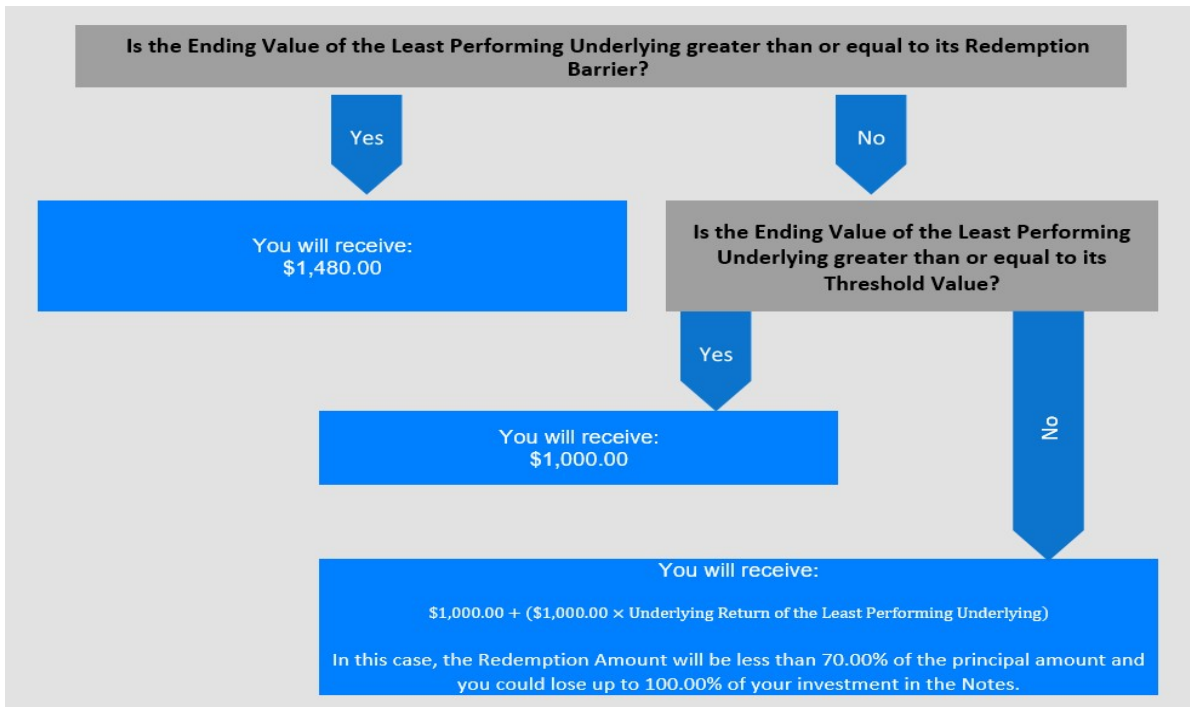 Is the Ending Value of the Least Performing Underlying greater than or equal to its Redemption
Barrier?
Yes
No
You will receive:
$1,480.00
Is the Ending Value of the Least Performing
Underlying greater than or equal to its
Threshold Value?
Yes
No
You will receive:
$1,000.00
You will receive:
$1,000.00 + ($1,000.00 × Underlying Return of the Least Performing Underlying)
In this case, the Redemption Amount will be less than 70.00% of the principal amount and
you could lose up to 100.00% of your investment in the Notes.